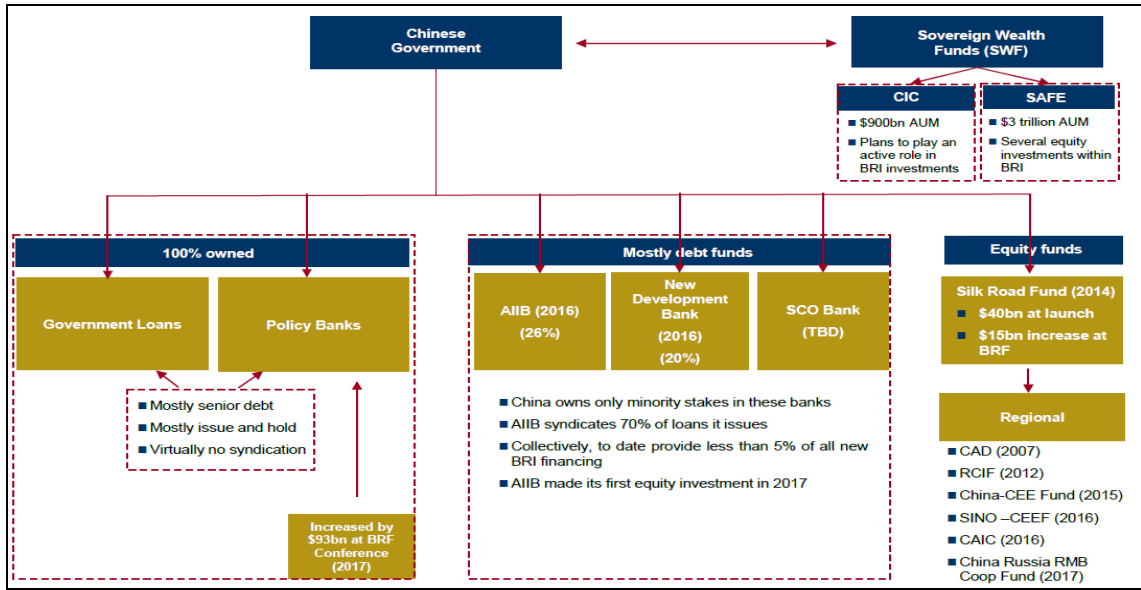 Chinese
Government
Sovereign Wealth
Funds (SWF)
CIC
■ $900bn AUM
■ Plans to play an
active role in
BRI investments
SAFE
■ $3 trillion AUM
■ Several equity
investments within
BRI
100% owned
Government Loans
Policy Banks
■ Mostly senior debt
■ Mostly issue and hold
■ Virtually no syndication
Increased by
$93bn at BRF
Conference
(2017)
Mostly debt funds
AIIB (2016)
(26%)
New
Development
Bank
(2016)
(20%)
SCO Bank
(TBD)
■ China owns only minority stakes in these banks
■ AIIB syndicates 70% of loans it issues
■ Collectively, to date provide less than 5% of all new
BRI financing
■ AIIB made its first equity investment in 2017
Equity funds
Silk Road Fund (2014)
■ $40bn at launch
■ $15bn increase at
BRF
Regional
■ CAD (2007)
■ RCIF (2012)
■ China-CEE Fund (2015)
■ SINO –CEEF (2016)
■ CAIC (2016)
■ China Russia RMB
Coop Fund (2017)